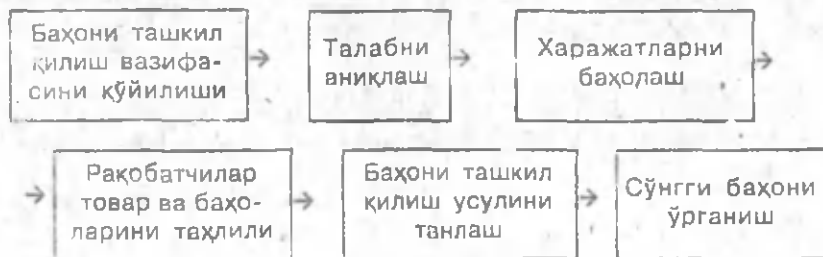 Баҳони ташкил
қилиш вазифа-
сини қўйилиши
Талабни
аниқлаш
Харажатларни
баҳолаш
Рақобатчилар
товар ва баҳо-
ларини таҳлили
Баҳони ташкил
қилиш усулини
танлаш
Сўнгги баҳони
ўрганиш